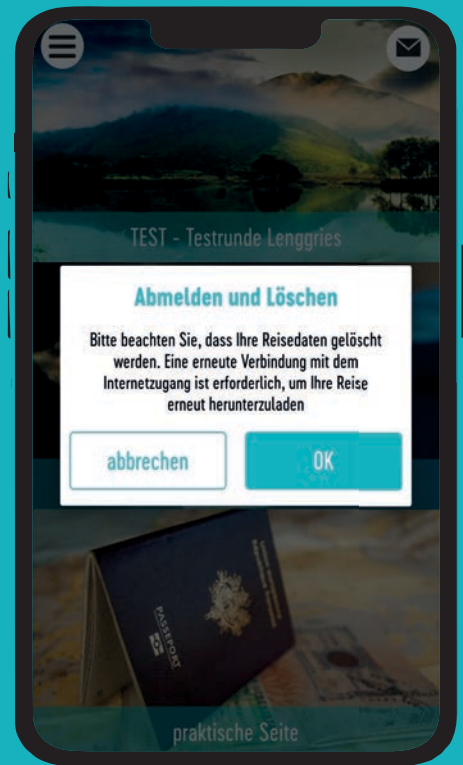 TEST - Testrunde Lenggries
Abmelden und Löschen
Bitte beachten Sie, dass Ihre Reisedaten gelöscht
werden. Eine erneute Verbindung mit dem
Internetzugang ist erforderlich, um Ihre Reise
erneut herunterzuladen
abbrechen
OK
PASSEPORT
praktische Seite